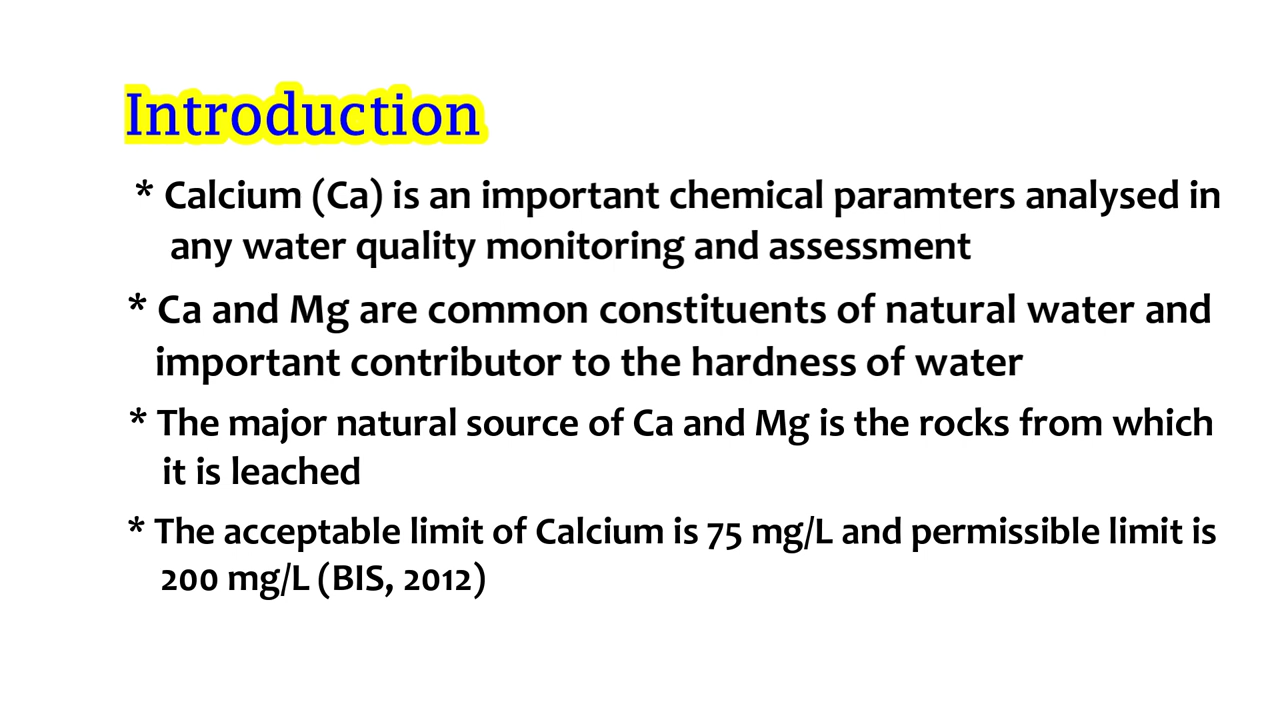 Introduction
* Calcium (Ca) is an important chemical paramters analysed in
any water quality monitoring and assessment
* Ca and Mg are common constituents of natural water and
important contributor to the hardness of water
* The major natural source of Ca and Mg is the rocks from which
it is leached
* The acceptable limit of Calcium is 75 mg/L and permissible limit is
200 mg/L (BIS, 2012)